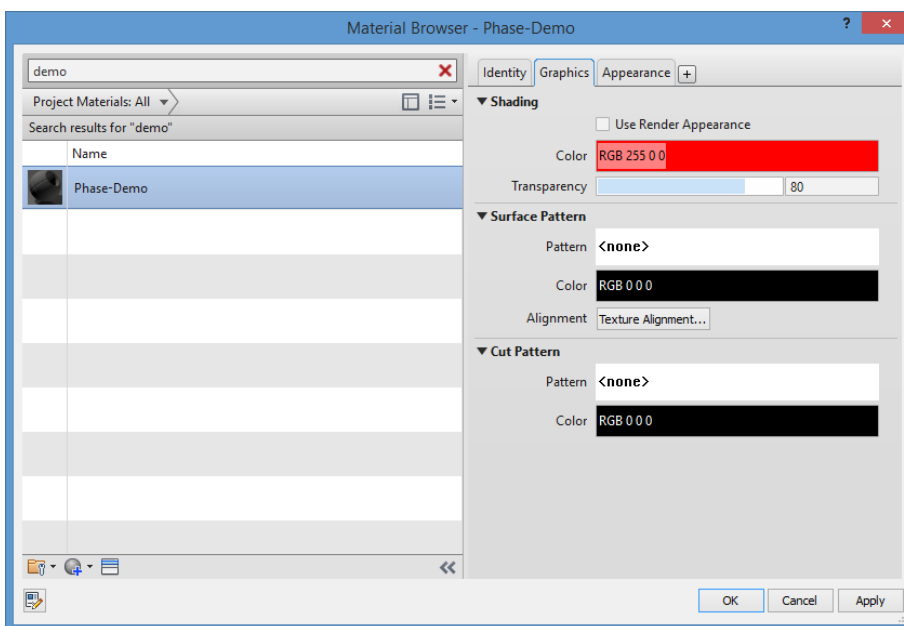 Material Browser - Phase-Demo
?
demo
Project Materials: All
Search results for "demo"
Name
Phase-Demo
Identity
Graphics
Appearance
Shading
Use Render Appearance
Color RGB 255 0 0
Transparency 80
Surface Pattern
Pattern <none>
Color RGB 0 0 0
Alignment Texture Alignment...
Cut Pattern
Pattern <none>
Color RGB 0 0 0
OK Cancel Apply